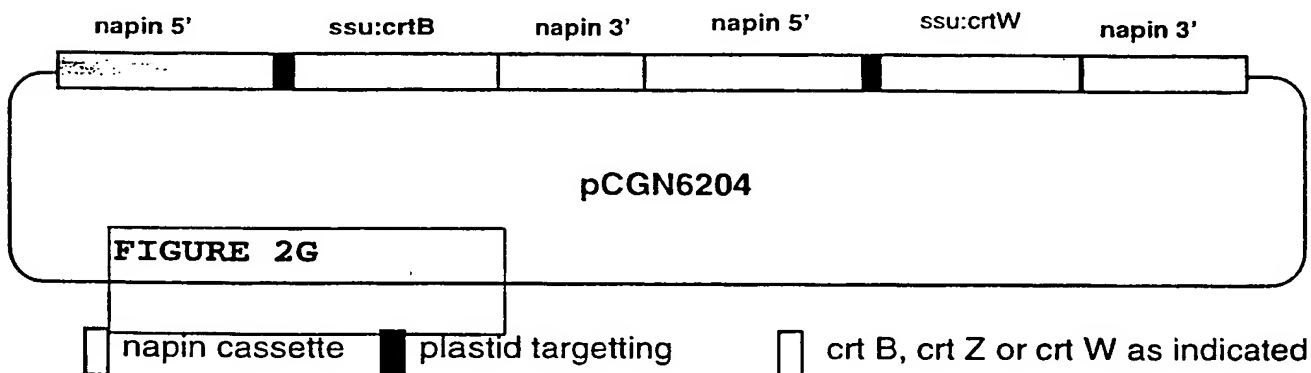 napin 5’ ssu:crtB napin 3’ napin 5’ ssu:crtW napin 3’
pCGN6204
FIGURE 2G
napin cassette plastid targetting crt B, crt Z or crt W as indicated